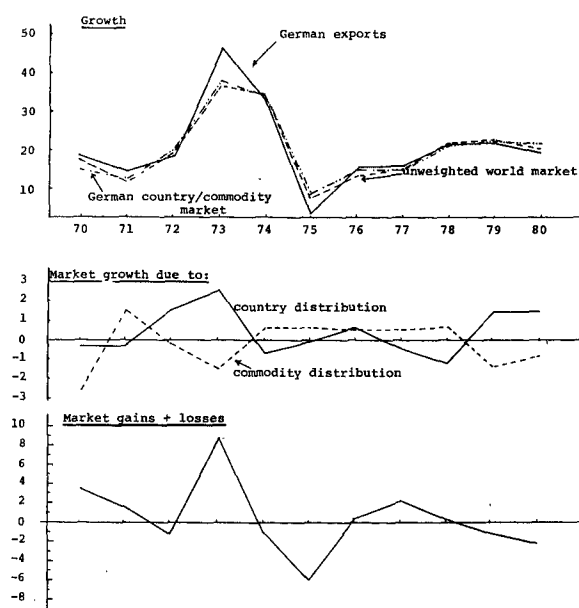 Growth
50
40
30
20
10
German exports
unweighted world market
German country/commodity
market
70 71 72 73 74 75 76 77 78 79 80
Market growth due to:
3
2
1
0
-1
-2
-3
country distribution
commodity distribution
Market gains + losses
10
8
6
4
2
0
-2
-4
-6
-8